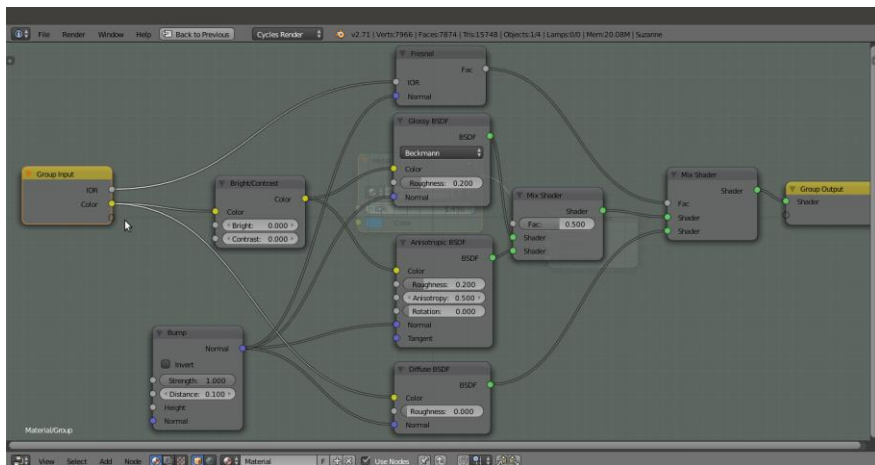 File Render Window Help Back to Previous Cycles Render v2.71 | Verts:7966 | Faces:7874 | Tris:15748 | Objects:1/4 | Lamps:0/0 | Mem:20.08M | Suzanne
Fresnel
Fac
IOR
Normal
Glossy BSDF
BSDF
Beckmann
Color
Roughness: 0.200
Normal
Group Input
IOR
Color
Bright/Contrast
Color
Color
Bright: 0.000
Contrast: 0.000
Mix Shader
Shader
Fac: 0.500
Shader
Shader
Mix Shader
Shader
Fac
Shader
Shader
Group Output
Shader
Anisotropic BSDF
BSDF
Color
Roughness: 0.200
Anisotropy: 0.500
Rotation: 0.000
Normal
Tangent
Bump
Normal
Invert
Strength: 1.000
Distance: 0.100
Height
Normal
Diffuse BSDF
BSDF
Color
Roughness: 0.000
Normal
Material/Group
View Select Add Node Material F Use Nodes